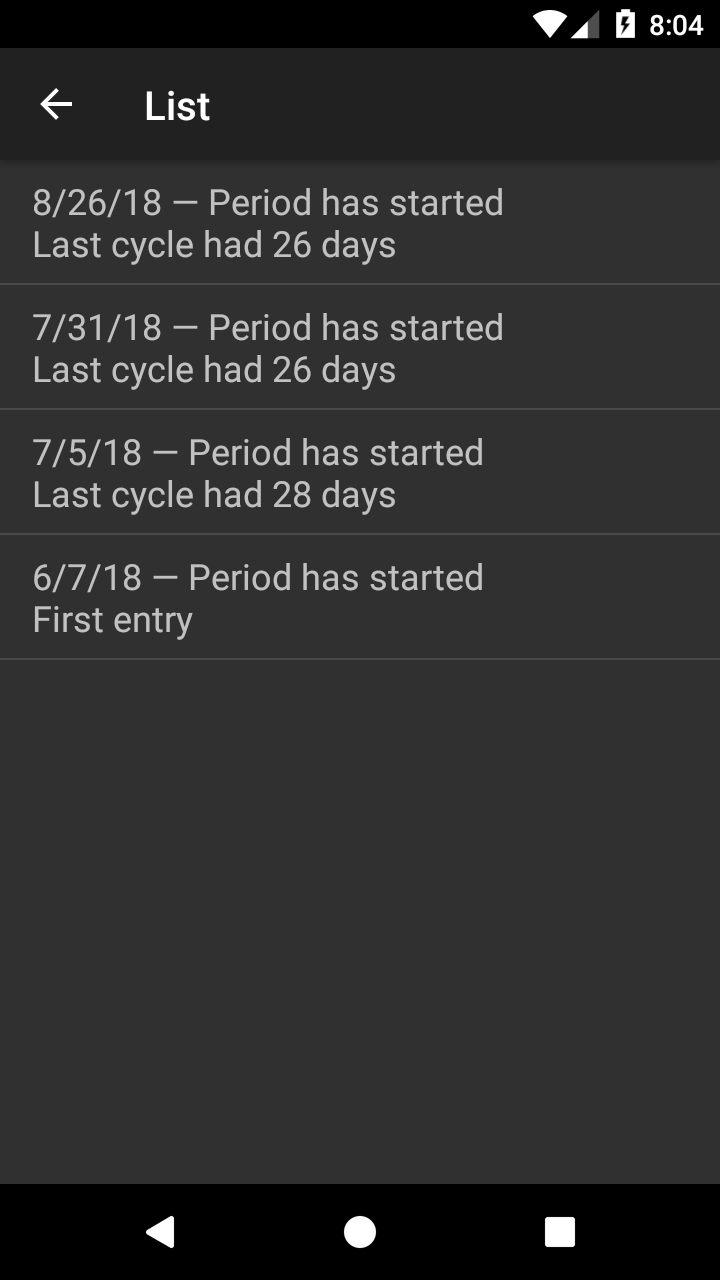 8:04
List
8/26/18 — Period has started
Last cycle had 26 days
7/31/18 — Period has started
Last cycle had 26 days
7/5/18 — Period has started
Last cycle had 28 days
6/7/18 — Period has started
First entry